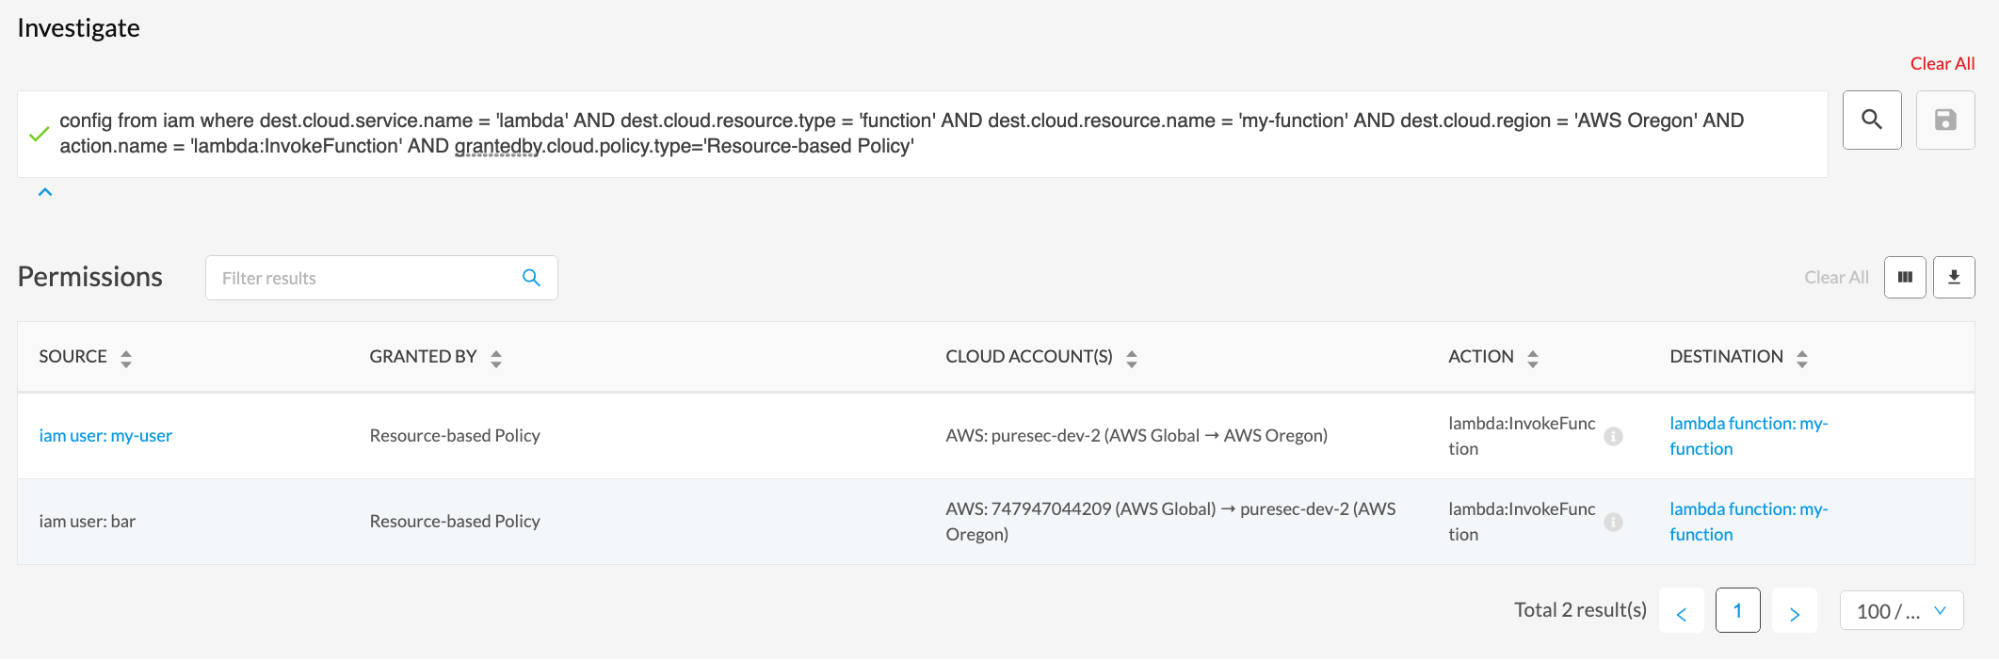 Investigate
Clear All
config from iam where dest.cloud.service.name = 'lambda' AND dest.cloud.resource.type = 'function' AND dest.cloud.resource.name = 'my-function' AND dest.cloud.region = 'AWS Oregon' AND
action.name = 'lambda:InvokeFunction' AND grantedby.cloud.policy.type='Resource-based Policy'
Permissions
Filter results
Clear All
SOURCE GRANTED BY CLOUD ACCOUNT(S) ACTION DESTINATION
iam user: my-user
Resource-based Policy
AWS: puresec-dev-2 (AWS Global → AWS Oregon)
lambda:InvokeFunc
tion
lambda function: my-
function
iam user: bar
Resource-based Policy
AWS: 747947044209 (AWS Global) → puresec-dev-2 (AWS
Oregon)
lambda:InvokeFunc
tion
lambda function: my-
function
Total 2 result(s)
1
100 / ...